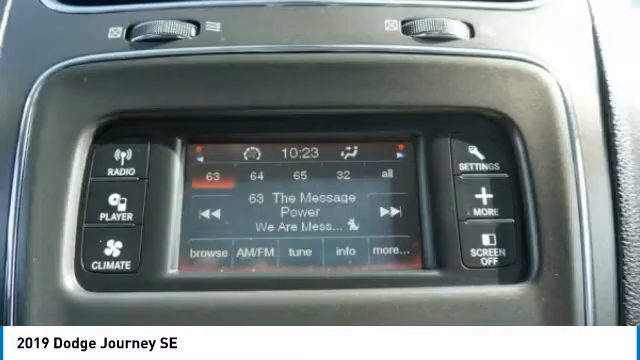 10:23
63 64 65 32 all
63 The Message
Power
We Are Mess...
browse AM/FM tune info more...
RADIO
PLAYER
CLIMATE
SETTINGS
MORE
SCREEN
OFF
2019 Dodge Journey SE